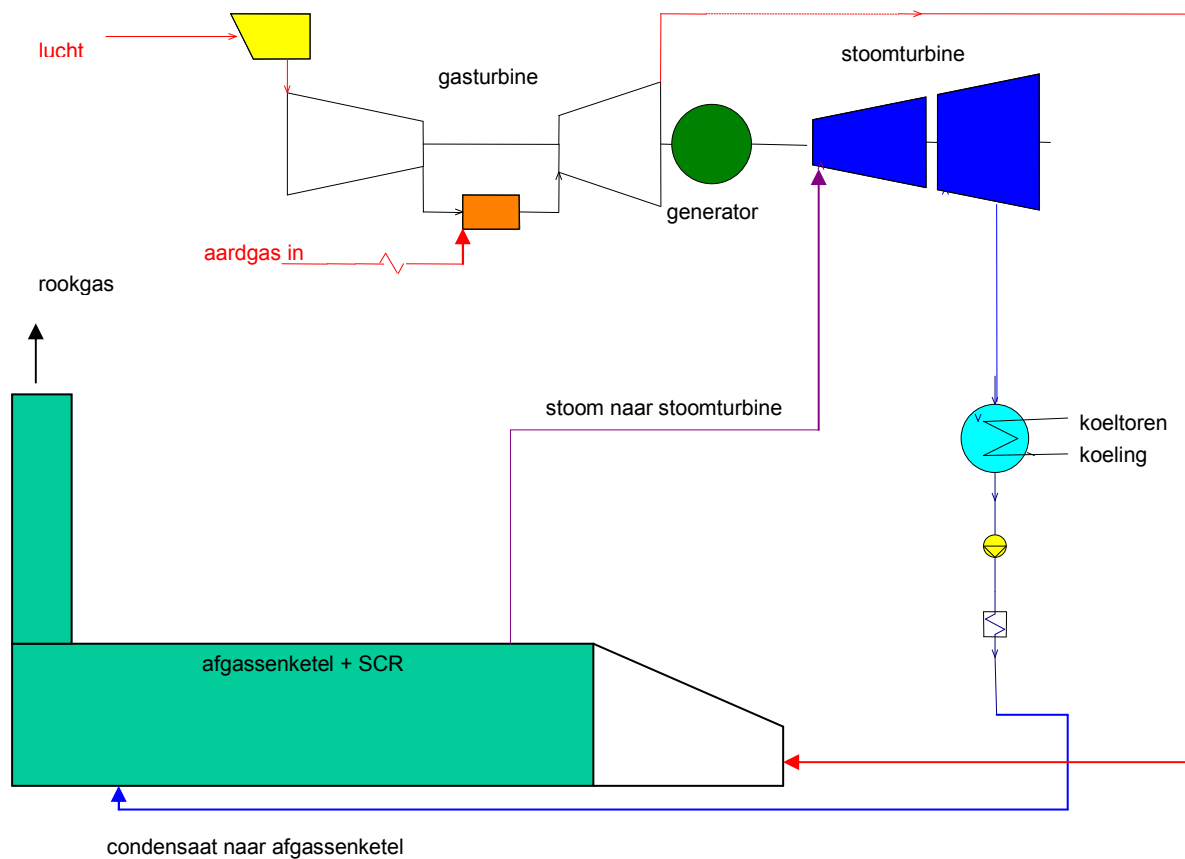 lucht
gasturbine
stoomturbine
generator
aardgas in
rookgas
stoom naar stoomturbine
koeltoren
koeling
afgassenketel + SCR
condensaat naar afgassenketel